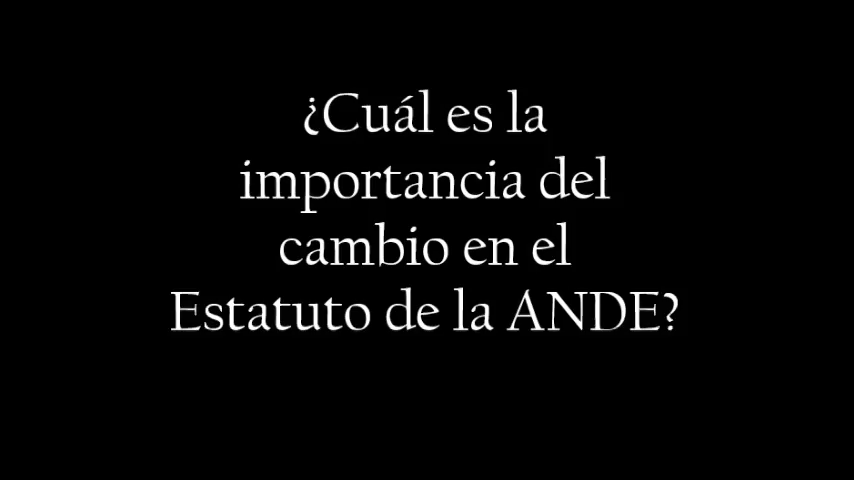 ¿Cuál es la
importancia del
cambio en el
Estatuto de la ANDE?